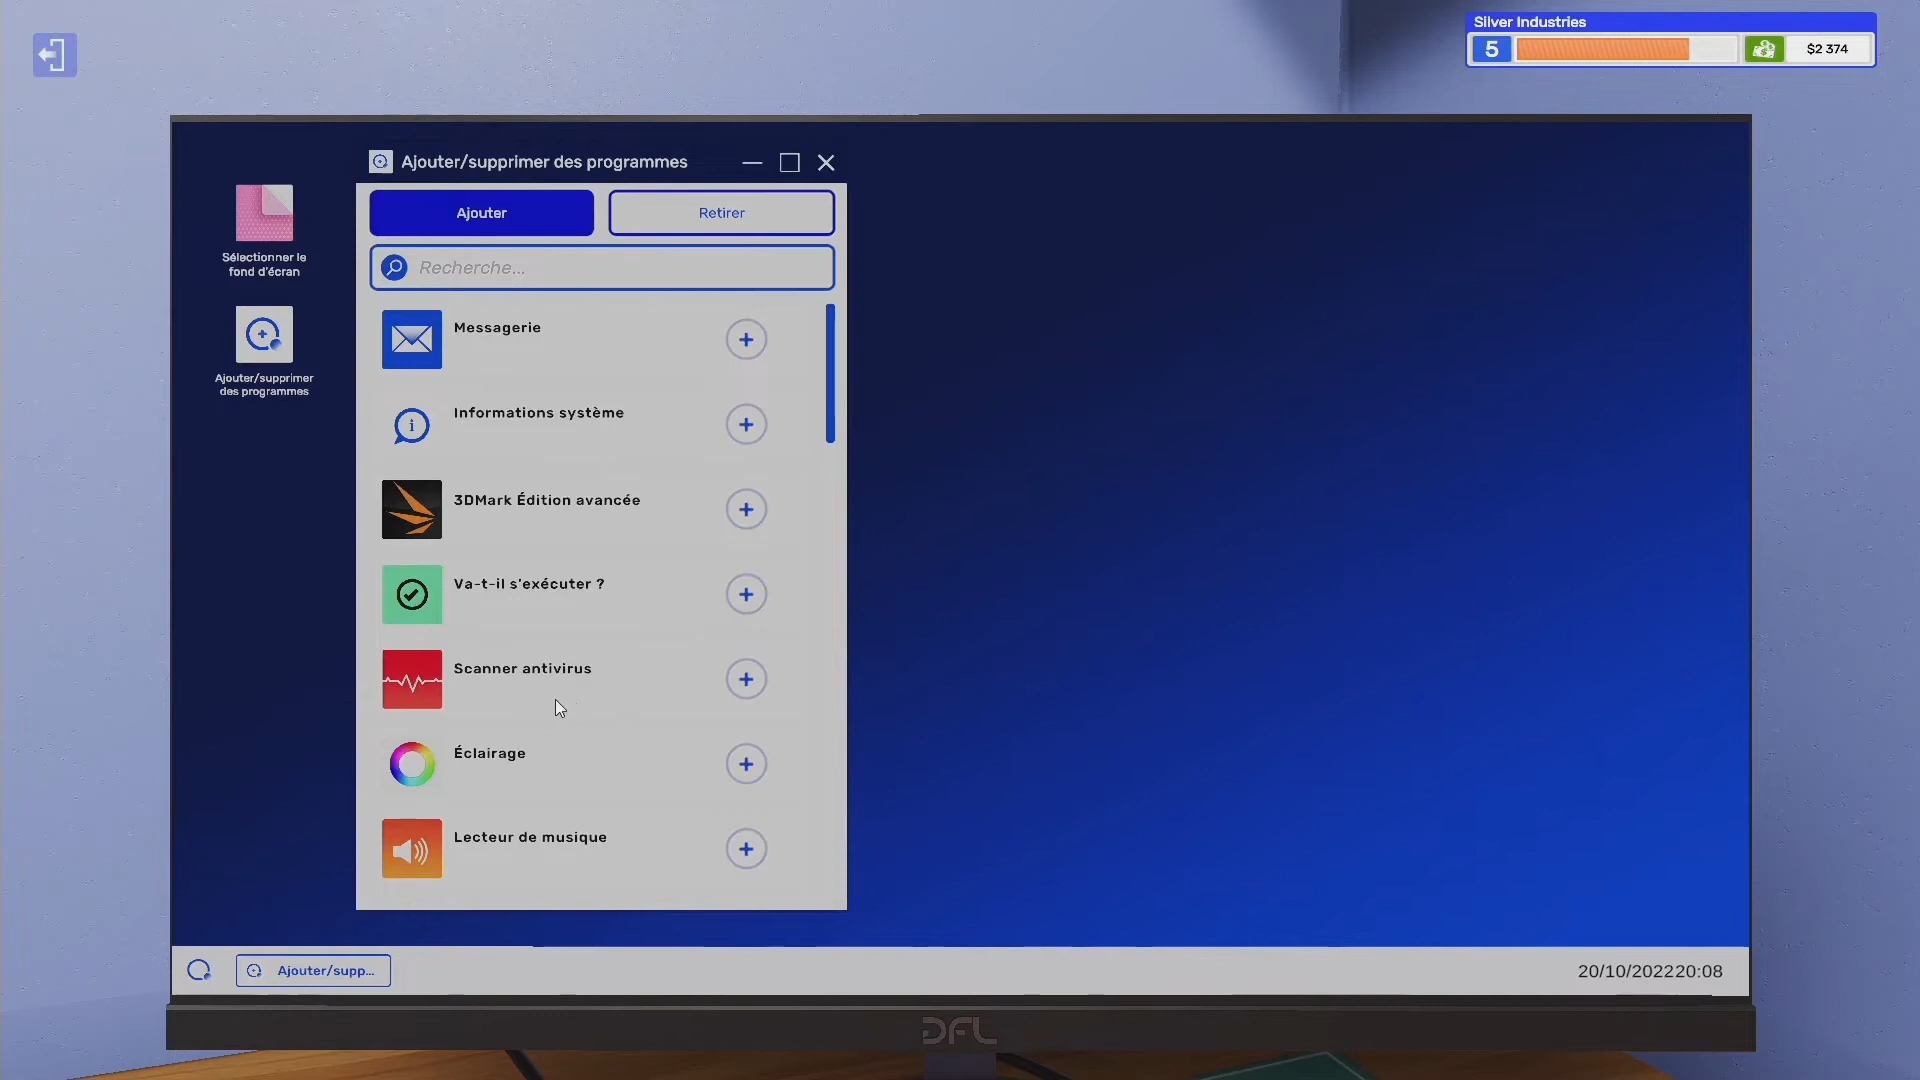 Silver Industries
5
$2 374
Ajouter/supprimer des programmes
Ajouter
Retirer
Recherche...
Sélectionner le
fond d'écran
Ajouter/supprimer
des programmes
Messagerie
Informations système
3DMark Édition avancée
Va-t-il s'exécuter ?
Scanner antivirus
Éclairage
Lecteur de musique
Ajouter/supp...
20/10/202220:08
DFL